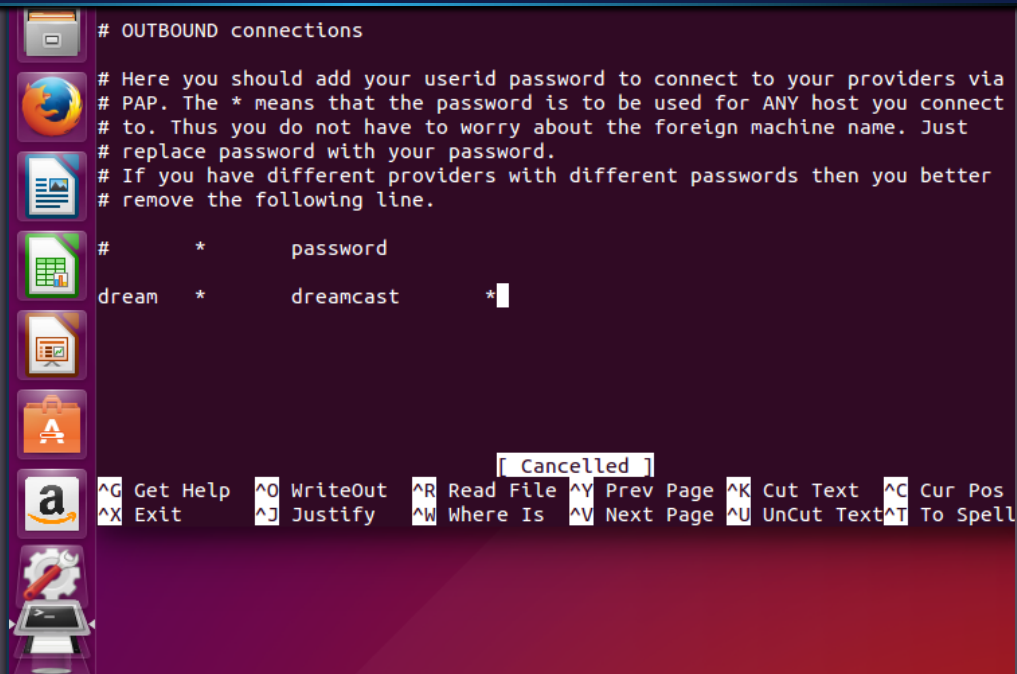 # OUTBOUND connections
# Here you should add your userid password to connect to your providers via
# PAP. The * means that the password is to be used for ANY host you connect
# to. Thus you do not have to worry about the foreign machine name. Just
# replace password with your password.
# If you have different providers with different passwords then you better
# remove the following line.
#       *       password
dream   *       dreamcast       *
[ Cancelled ]
^G Get Help  ^O WriteOut  ^R Read File ^Y Prev Page ^K Cut Text  ^C Cur Pos
^X Exit      ^J Justify   ^W Where Is  ^V Next Page ^U UnCut Text^T To Spell